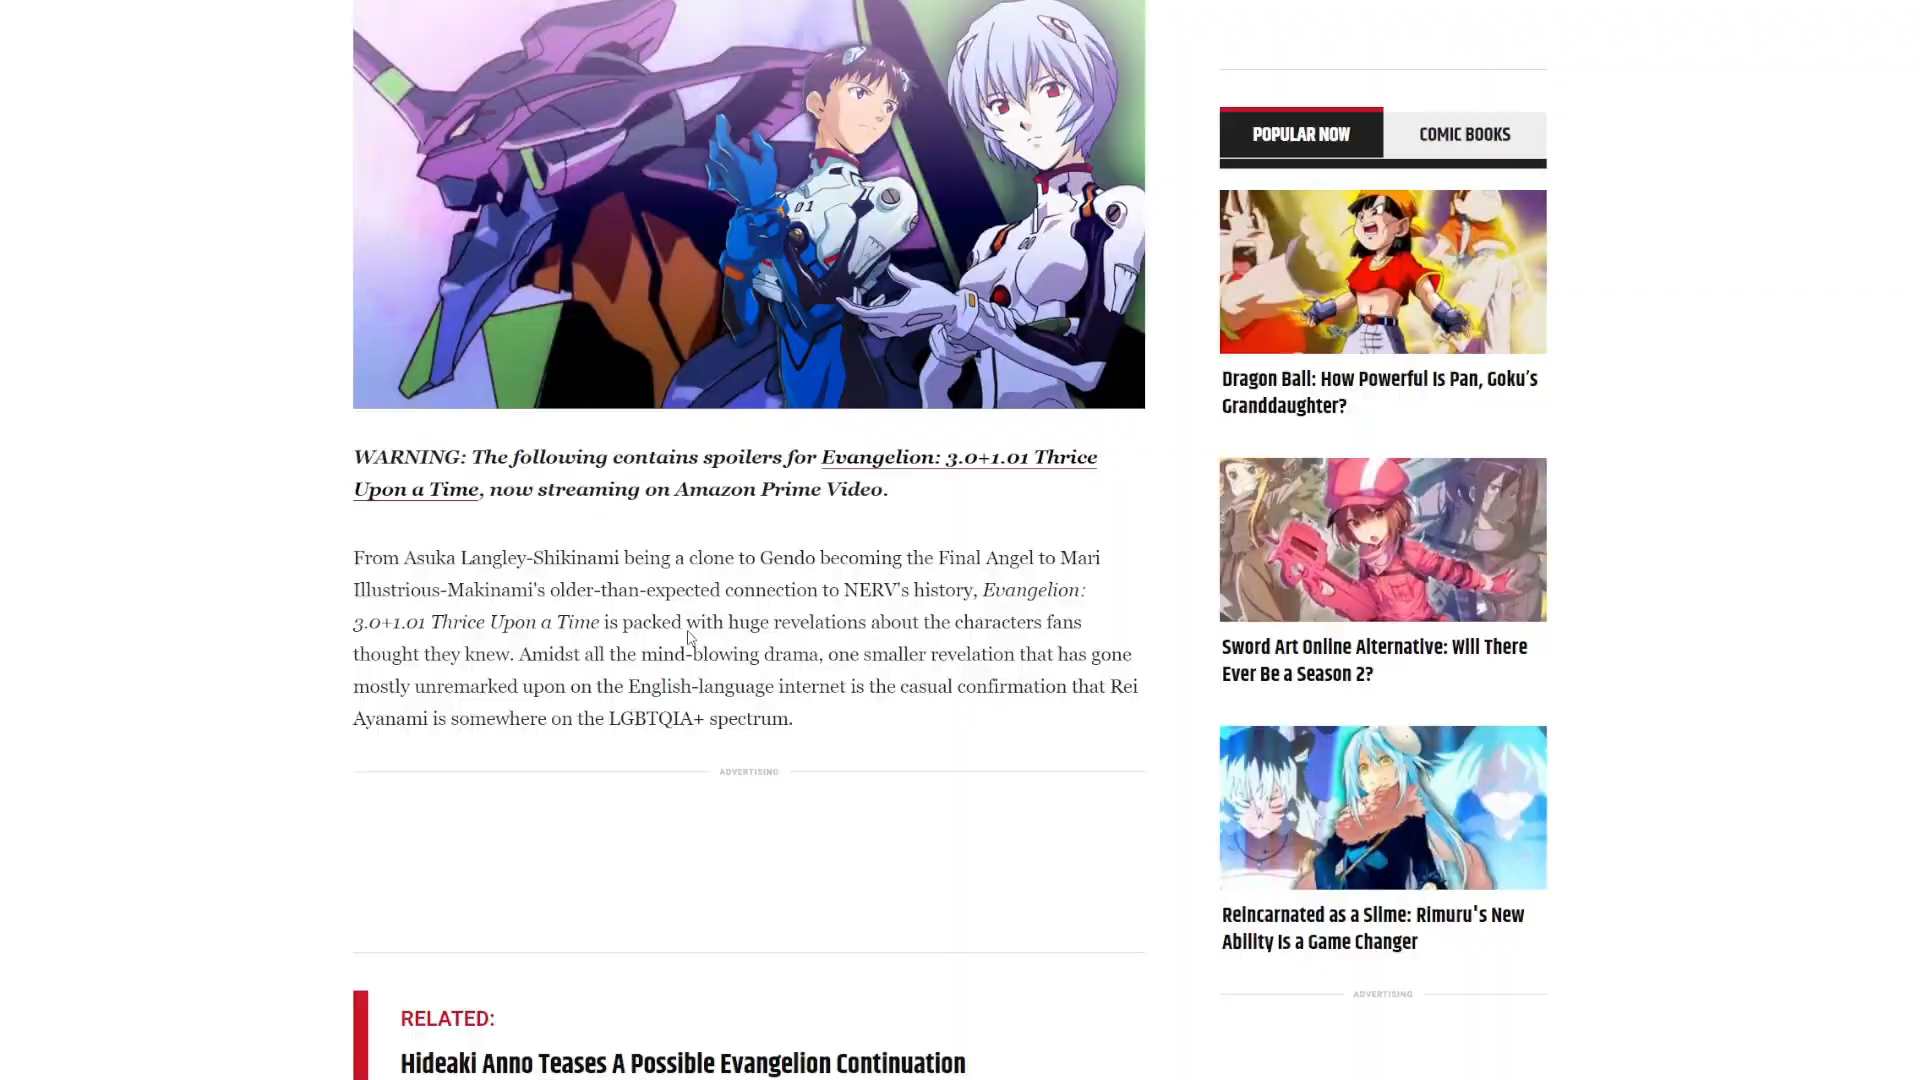 01
00
WARNING: The following contains spoilers for Evangelion: 3.0+1.01 Thrice
Upon a Time, now streaming on Amazon Prime Video.
From Asuka Langley-Shikinami being a clone to Gendo becoming the Final Angel to Mari
Illustrious-Makinami's older-than-expected connection to NERV's history, Evangelion:
3.0+1.01 Thrice Upon a Time is packed with huge revelations about the characters fans
thought they knew. Amidst all the mind-blowing drama, one smaller revelation that has gone
mostly unremarked upon on the English-language internet is the casual confirmation that Rei
Ayanami is somewhere on the LGBTQIA+ spectrum.
ADVERTISING
RELATED:
Hideaki Anno Teases A Possible Evangelion Continuation
POPULAR NOW
COMIC BOOKS
Dragon Ball: How Powerful Is Pan, Goku's
Granddaughter?
Sword Art Online Alternative: Will There
Ever Be a Season 2?
Reincarnated as a Slime: Rimuru's New
Ability Is a Game Changer
ADVERTISING